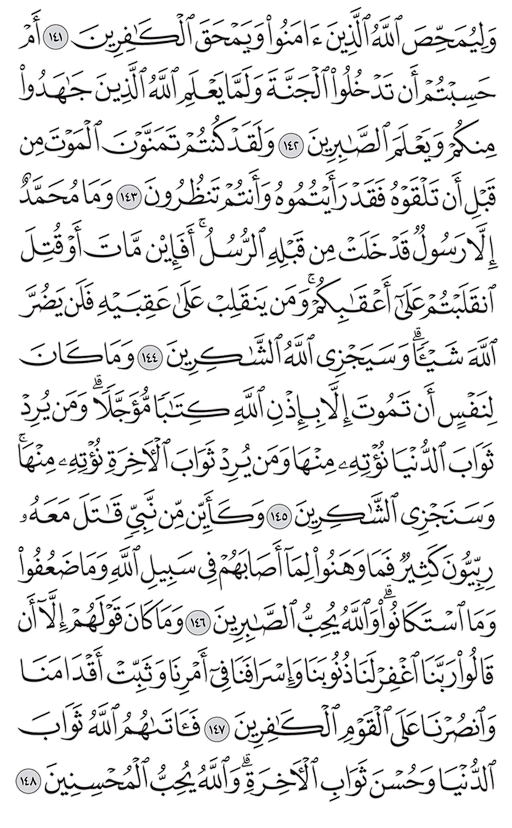 وَلِيُمَحِّصَ ٱللَّهُ ٱلَّذِينَ ءَامَنُوا۟ وَيَمْحَقَ ٱلْكَـٰفِرِينَ ١٤١ أَمْ
حَسِبْتُمْ أَن تَدْخُلُوا۟ ٱلْجَنَّةَ وَلَمَّا يَعْلَمِ ٱللَّهُ ٱلَّذِينَ جَـٰهَدُوا۟
مِنكُمْ وَيَعْلَمَ ٱلصَّـٰبِرِينَ ١٤٢ وَلَقَدْ كُنتُمْ تَمَنَّوْنَ ٱلْمَوْتَ مِن
قَبْلِ أَن تَلْقَوْهُ فَقَدْ رَأَيْتُمُوهُ وَأَنتُمْ تَنظُرُونَ ١٤٣ وَمَا مُحَمَّدٌ
إِلَّا رَسُولٌ قَدْ خَلَتْ مِن قَبْلِهِ ٱلرُّسُلُ ۚ أَفَإِي۟ن مَّاتَ أَوْ قُتِلَ
ٱنقَلَبْتُمْ عَلَىٰٓ أَعْقَـٰبِكُمْ ۚ وَمَن يَنقَلِبْ عَلَىٰ عَقِبَيْهِ فَلَن يَضُرَّ
ٱللَّهَ شَيْـًٔا ۗ وَسَيَجْزِى ٱللَّهُ ٱلشَّـٰكِرِينَ ١٤٤ وَمَا كَانَ
لِنَفْسٍ أَن تَمُوتَ إِلَّا بِإِذْنِ ٱللَّهِ كِتَـٰبًا مُّؤَجَّلًا ۗ وَمَن يُرِدْ
ثَوَابَ ٱلدُّنْيَا نُؤْتِهِۦ مِنْهَا وَمَن يُرِدْ ثَوَابَ ٱلْـَٔاخِرَةِ نُؤْتِهِۦ مِنْهَا ۚ
وَسَنَجْزِى ٱلشَّـٰكِرِينَ ١٤٥ وَكَأَيِّن مِّن نَّبِىٍّ قَـٰتَلَ مَعَهُۥ
رِبِّيُّونَ كَثِيرٌ فَمَا وَهَنُوا۟ لِمَآ أَصَابَهُمْ فِى سَبِيلِ ٱللَّهِ وَمَا ضَعُفُوا۟
وَمَا ٱسْتَكَانُوا۟ ۗ وَٱللَّهُ يُحِبُّ ٱلصَّـٰبِرِينَ ١٤٦ وَمَا كَانَ قَوْلَهُمْ إِلَّآ أَن
قَالُوا۟ رَبَّنَا ٱغْفِرْ لَنَا ذُنُوبَنَا وَإِسْرَافَنَا فِىٓ أَمْرِنَا وَثَبِّتْ أَقْدَامَنَا
وَٱنصُرْنَا عَلَى ٱلْقَوْمِ ٱلْكَـٰفِرِينَ ١٤٧ فَـَٔاتَىٰهُمُ ٱللَّهُ ثَوَابَ
ٱلدُّنْيَا وَحُسْنَ ثَوَابِ ٱلْـَٔاخِرَةِ ۗ وَٱللَّهُ يُحِبُّ ٱلْمُحْسِنِينَ ١٤٨